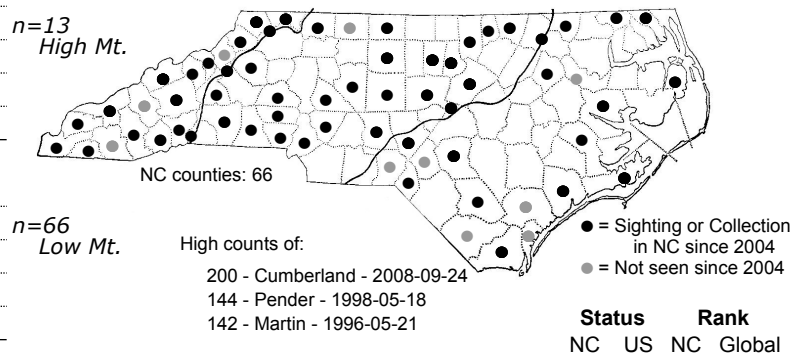 n=13
High Mt.
NC counties: 66
n=66
Low Mt.
High counts of:
200 - Cumberland - 2008-09-24
144 - Pender - 1998-05-18
142 - Martin - 1996-05-21
= Sighting or Collection
in NC since 2004
= Not seen since 2004
Status Rank
NC US NC Global